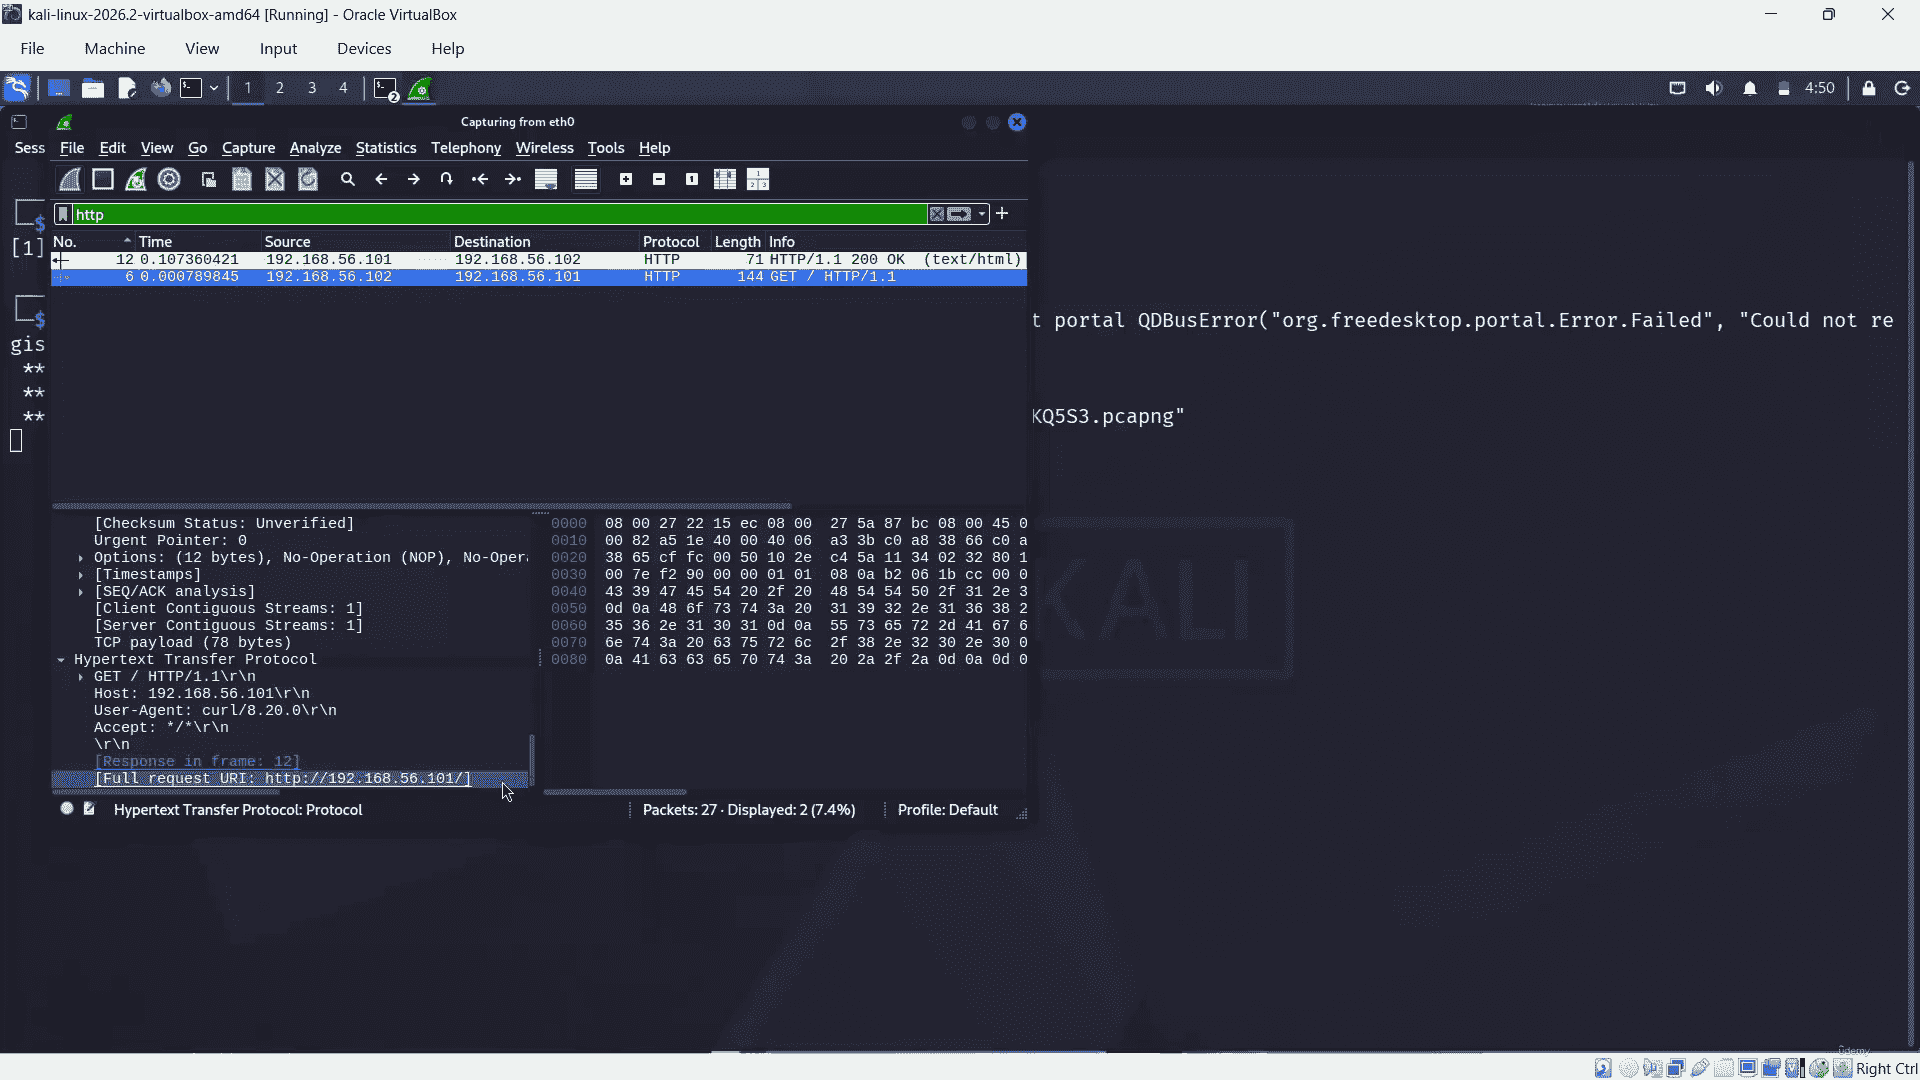 kali-linux-2026.2-virtualbox-amd64 [Running] - Oracle VirtualBox
File Machine View Input Devices Help
1 2 3 4 2 4:50
Capturing from eth0
Sess File Edit View Go Capture Analyze Statistics Telephony Wireless Tools Help
http
No. Time Source Destination Protocol Length Info
12 0.107360421 192.168.56.101 192.168.56.102 HTTP 71 HTTP/1.1 200 OK (text/html)
6 0.000789845 192.168.56.102 192.168.56.101 HTTP 144 GET / HTTP/1.1
$
[1]
$
t portal QDBusError("org.freedesktop.portal.Error.Failed", "Could not re
gis
**
**
** KQ5S3.pcapng"
[Checksum Status: Unverified]
Urgent Pointer: 0
Options: (12 bytes), No-Operation (NOP), No-Opera
[Timestamps]
[SEQ/ACK analysis]
[Client Contiguous Streams: 1]
[Server Contiguous Streams: 1]
TCP payload (78 bytes)
Hypertext Transfer Protocol
GET / HTTP/1.1\r\n
Host: 192.168.56.101\r\n
User-Agent: curl/8.20.0\r\n
Accept: */*\r\n
\r\n
[Response in frame: 12]
[Full request URI: http://192.168.56.101/]
0000 08 00 27 22 15 ec 08 00 27 5a 87 bc 08 00 45 0
0010 00 82 a5 1e 40 00 40 06 a3 3b c0 a8 38 66 c0 a
0020 38 65 cf fc 00 50 10 2e c4 5a 11 34 02 32 80 1
0030 00 7e f2 90 00 00 01 01 08 0a b2 06 1b cc 00 0
0040 43 39 47 45 54 20 2f 20 48 54 54 50 2f 31 2e 3
0050 0d 0a 48 6f 73 74 3a 20 31 39 32 2e 31 36 38 2
0060 35 36 2e 31 30 31 0d 0a 55 73 65 72 2d 41 67 6
0070 6e 74 3a 20 63 75 72 6c 2f 38 2e 32 30 2e 30 0
0080 0a 41 63 63 65 70 74 3a 20 2a 2f 2a 0d 0a 0d 0
KALI
Hypertext Transfer Protocol: Protocol Packets: 27 · Displayed: 2 (7.4%) Profile: Default
udemy
Right Ctrl